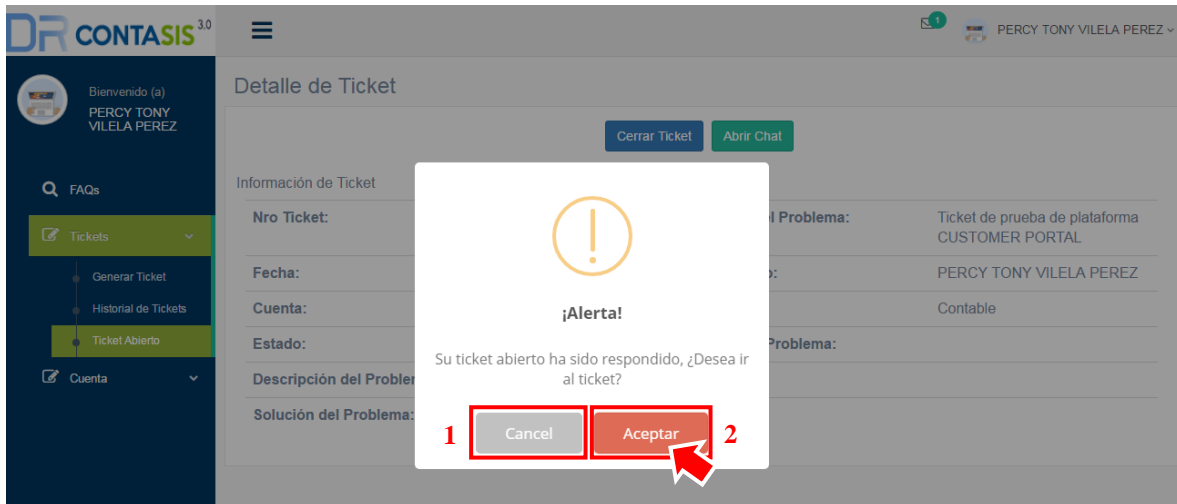 DR CONTASIS 3.0
1
PERCY TONY VILELA PEREZ
Bienvenido (a)
PERCY TONY
VILELA PEREZ
FAQs
Tickets
Generar Ticket
Historial de Tickets
Ticket Abierto
Cuenta
Detalle de Ticket
Cerrar Ticket
Abrir Chat
Información de Ticket
Nro Ticket:
l Problema:
Ticket de prueba de plataforma
CUSTOMER PORTAL
Fecha:
o:
PERCY TONY VILELA PEREZ
Cuenta:
Contable
Estado:
Problema:
Descripción del Probler
Solución del Problema:
¡Alerta!
Su ticket abierto ha sido respondido, ¿Desea ir
al ticket?
1
Cancel
Aceptar
2